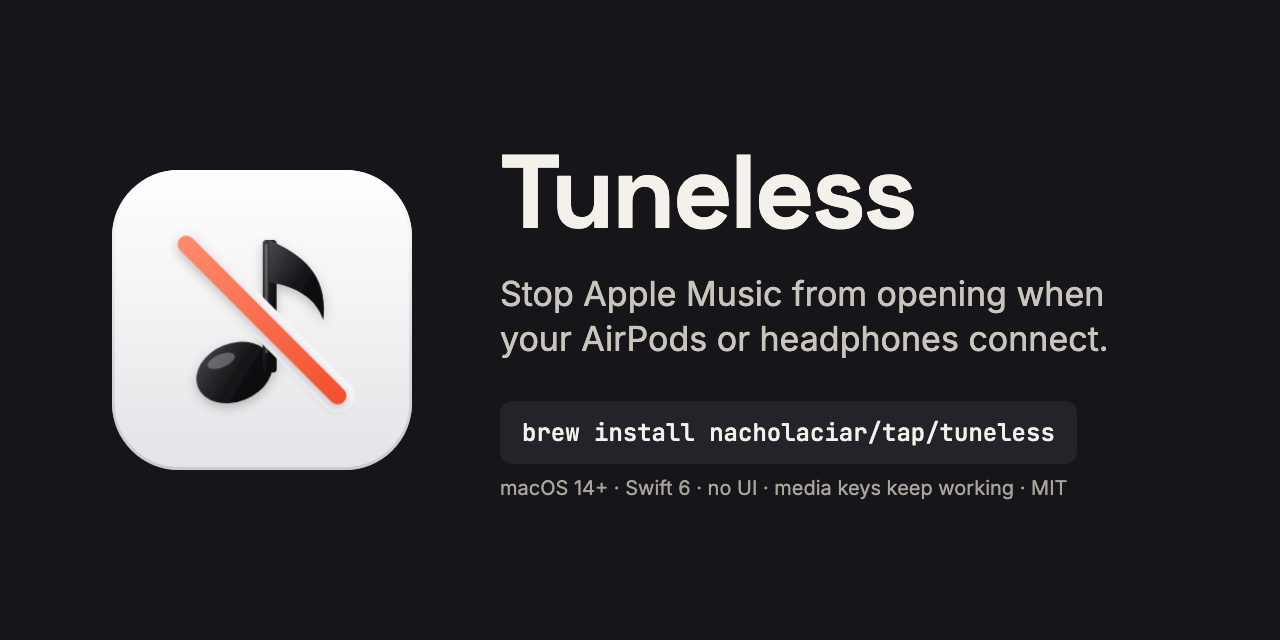 Tuneless
Stop Apple Music from opening when
your AirPods or headphones connect.
brew install nacholaciar/tap/tuneless
macOS 14+ · Swift 6 · no UI · media keys keep working · MIT